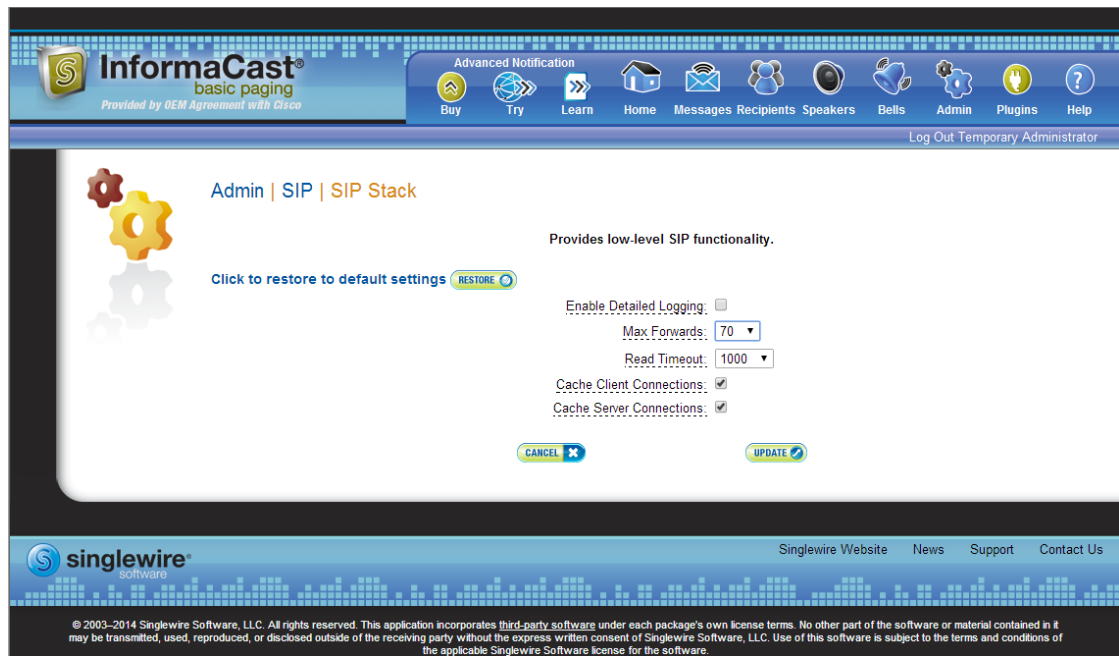 InformaCast®
basic paging
Provided by OEM Agreement with Cisco
Advanced Notification
Buy
Try
Learn
Home
Messages
Recipients
Speakers
Bells
Admin
Plugins
Help
Log Out Temporary Administrator
Admin | SIP | SIP Stack
Provides low-level SIP functionality.
Click to restore to default settings RESTORE
Enable Detailed Logging:
Max Forwards: 70
Read Timeout: 1000
Cache Client Connections:
Cache Server Connections:
CANCEL
UPDATE
singlewire®
software
Singlewire Website
News
Support
Contact Us
© 2003–2014 Singlewire Software, LLC. All rights reserved. This application incorporates third-party software under each package's own license terms. No other part of the software or material contained in it
may be transmitted, used, reproduced, or disclosed outside of the receiving party without the express written consent of Singlewire Software, LLC. Use of this software is subject to the terms and conditions of
the applicable Singlewire Software license for the software.